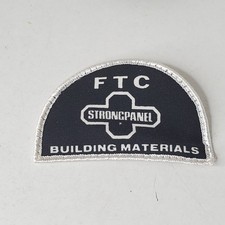 FTC
STRONGPANEL
BUILDING MATERIALS